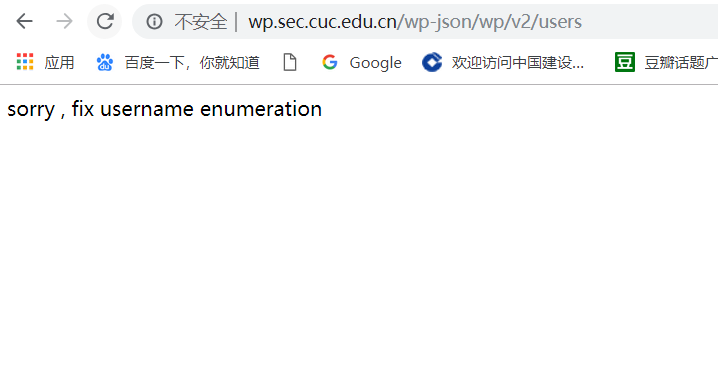 不安全 | wp.sec.cuc.edu.cn/wp-json/wp/v2/users
应用 百度一下，你就知道 Google 欢迎访问中国建设... 豆 豆瓣话题广
sorry , fix username enumeration